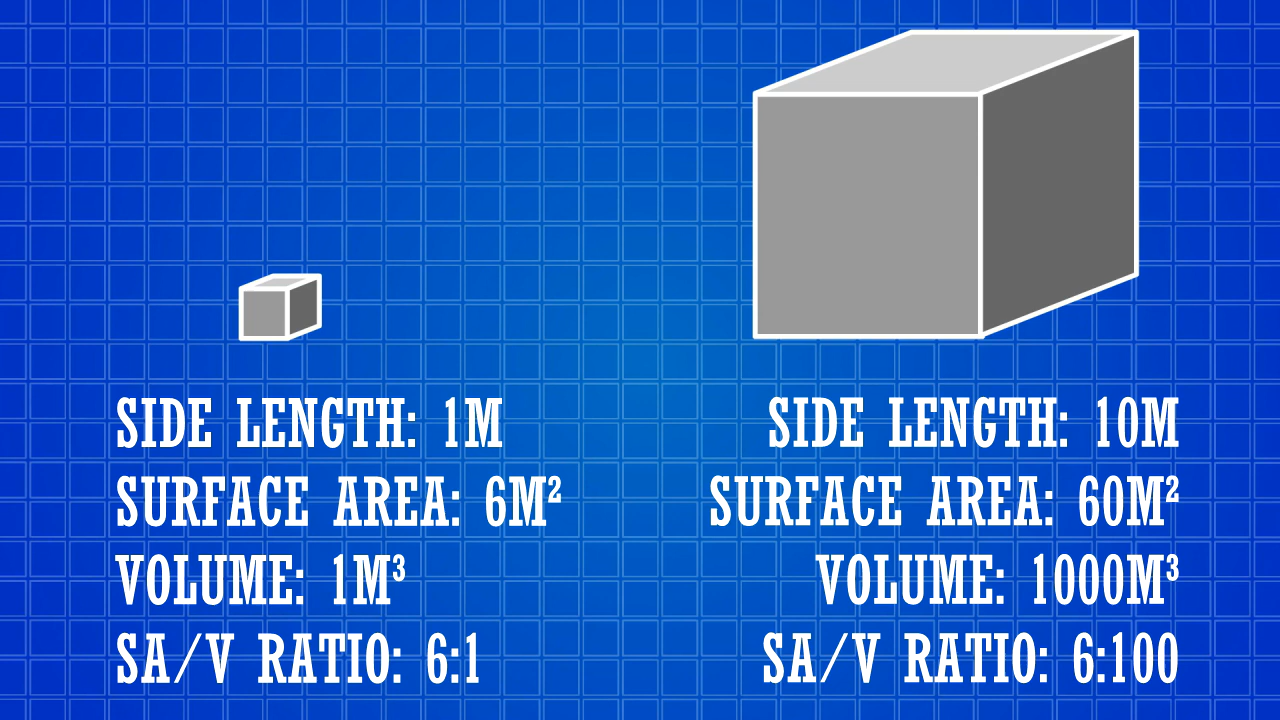 SIDE LENGTH: 1M
SURFACE AREA: 6M²
VOLUME: 1M³
SA/V RATIO: 6:1
SIDE LENGTH: 10M
SURFACE AREA: 60M²
VOLUME: 1000M³
SA/V RATIO: 6:100